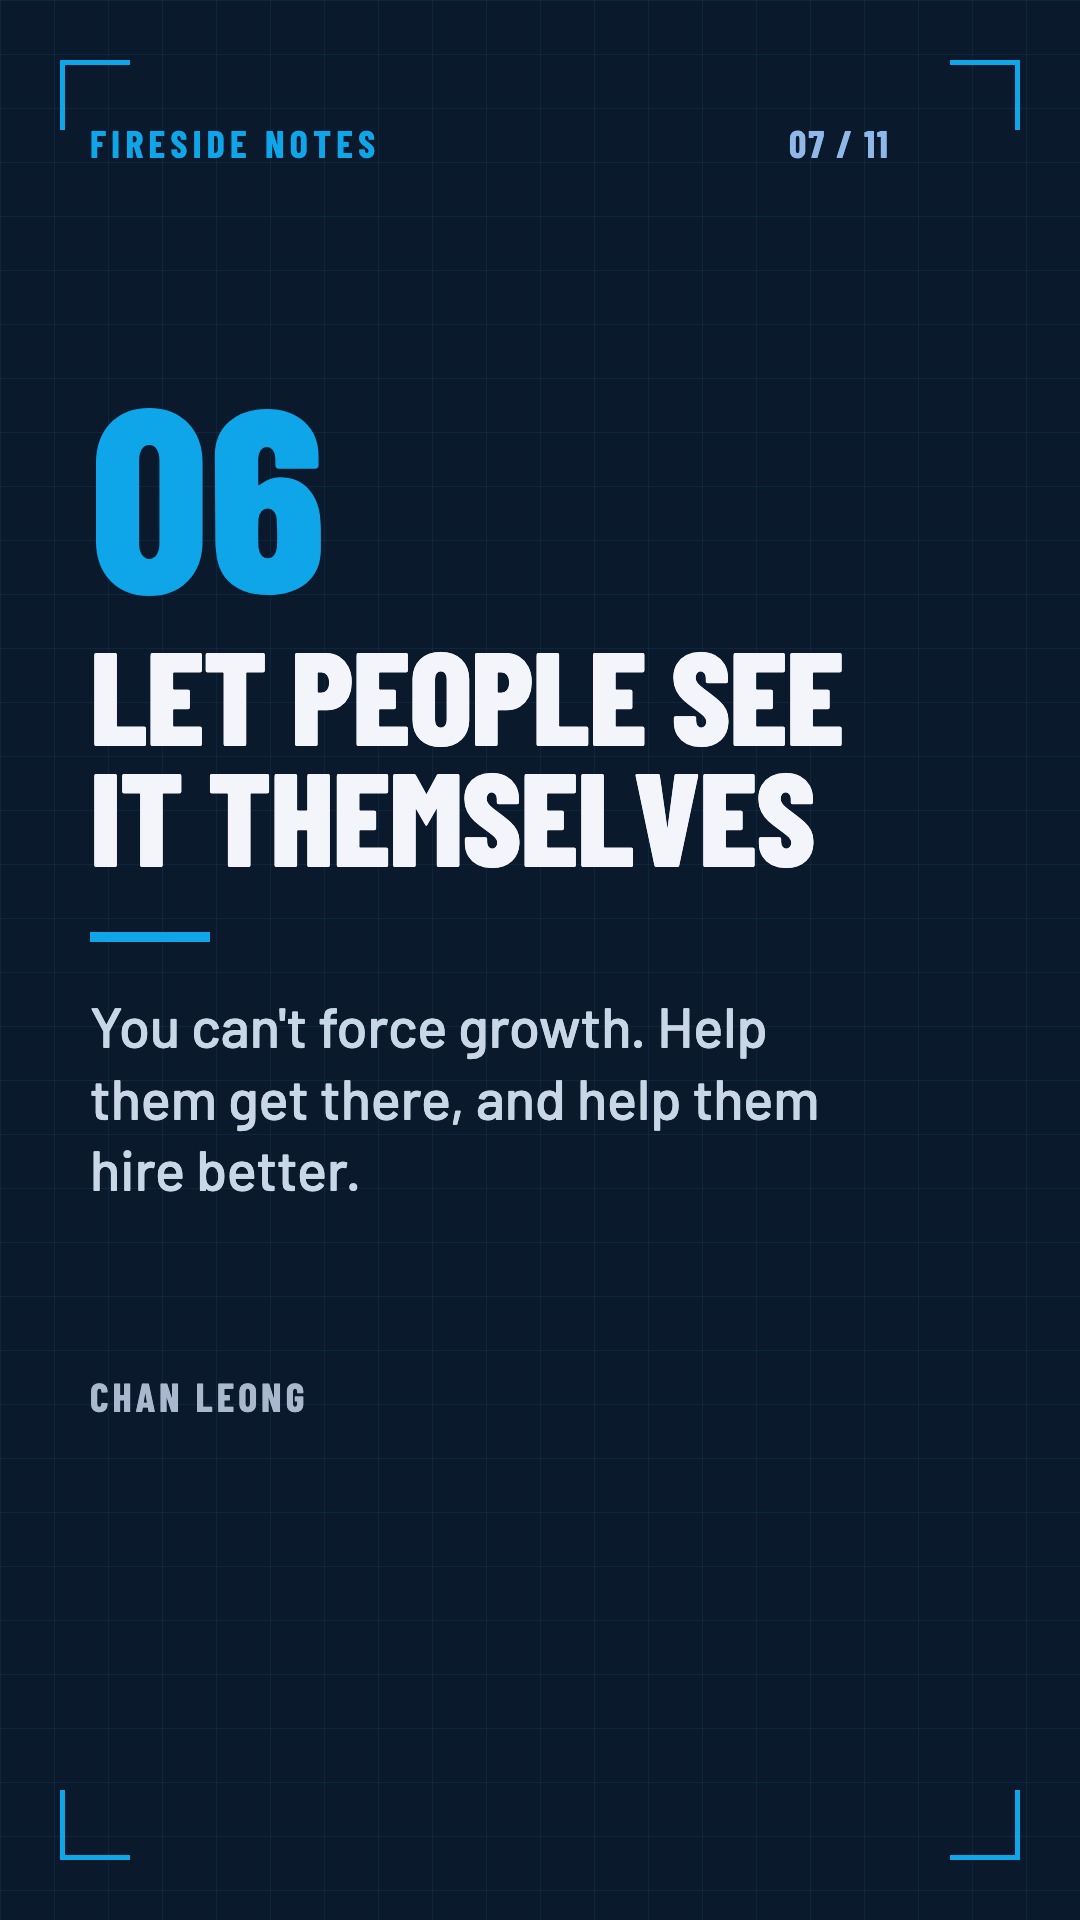 FIRESIDE NOTES
07 / 11
06
LET PEOPLE SEE
IT THEMSELVES
You can't force growth. Help
them get there, and help them
hire better.
CHAN LEONG